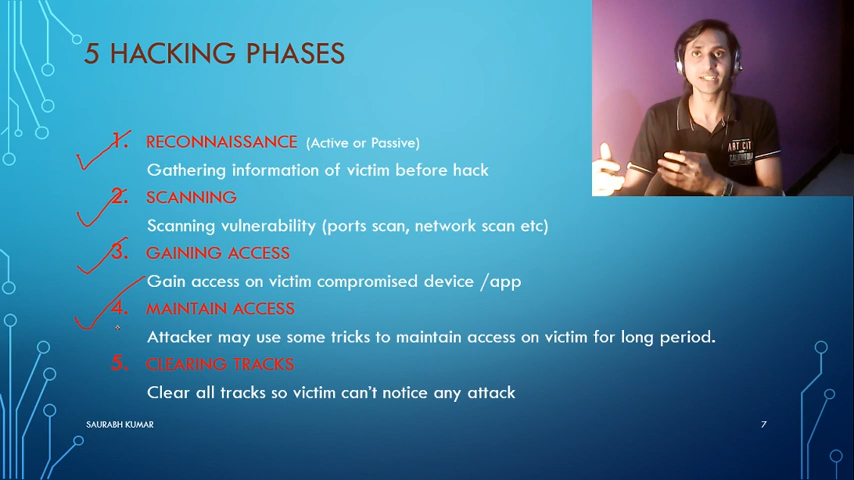 5 HACKING PHASES
1. RECONNAISSANCE (Active or Passive)
Gathering information of victim before hack
2. SCANNING
Scanning vulnerability (ports scan, network scan etc)
3. GAINING ACCESS
Gain access on victim compromised device /app
4. MAINTAIN ACCESS
Attacker may use some tricks to maintain access on victim for long period.
5. CLEARING TRACKS
Clear all tracks so victim can't notice any attack
SAURABH KUMAR
7
ART CITY
CALIFORNIA